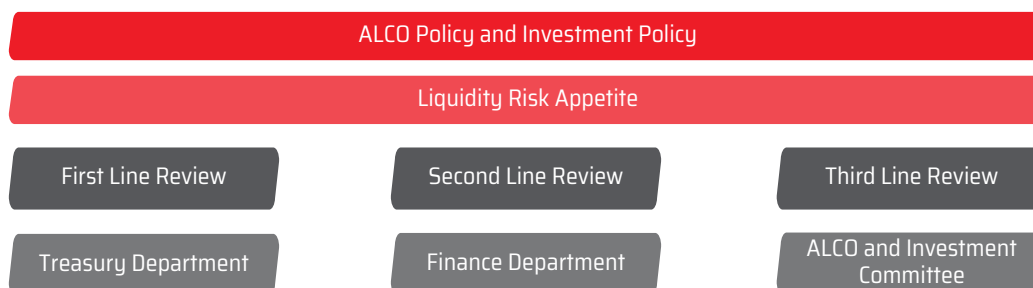 ALCO Policy and Investment Policy
Liquidity Risk Appetite
First Line Review
Second Line Review
Third Line Review
Treasury Department
Finance Department
ALCO and Investment
Committee